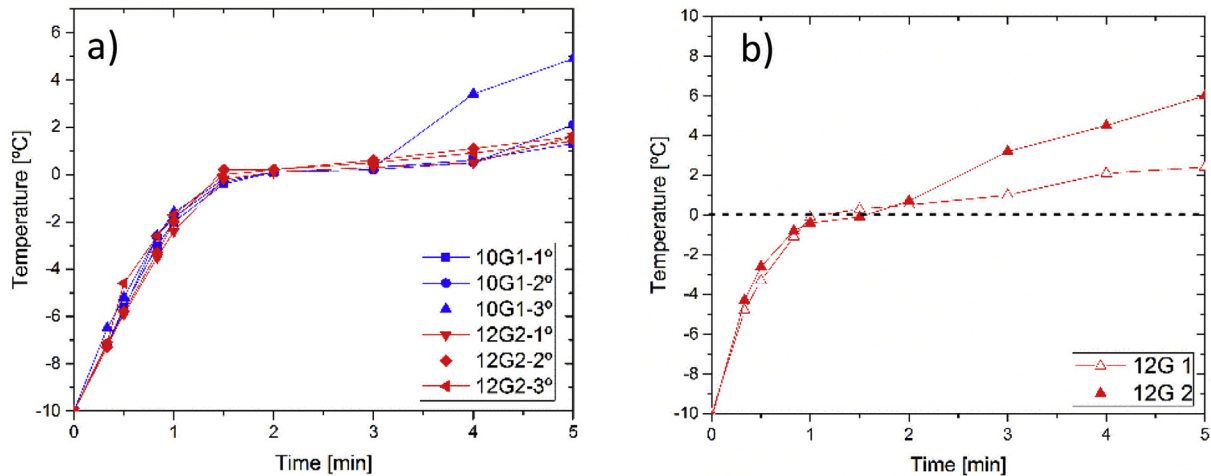 a)
Temperature [ºC]
6
4
2
0
-2
-4
-6
-8
-10
0 1 2 3 4 5
Time [min]
10G1-1º
10G1-2º
10G1-3º
12G2-1º
12G2-2º
12G2-3º
b)
Temperature [ºC]
10
8
6
4
2
0
-2
-4
-6
-8
-10
0 1 2 3 4 5
Time [min]
12G 1
12G 2